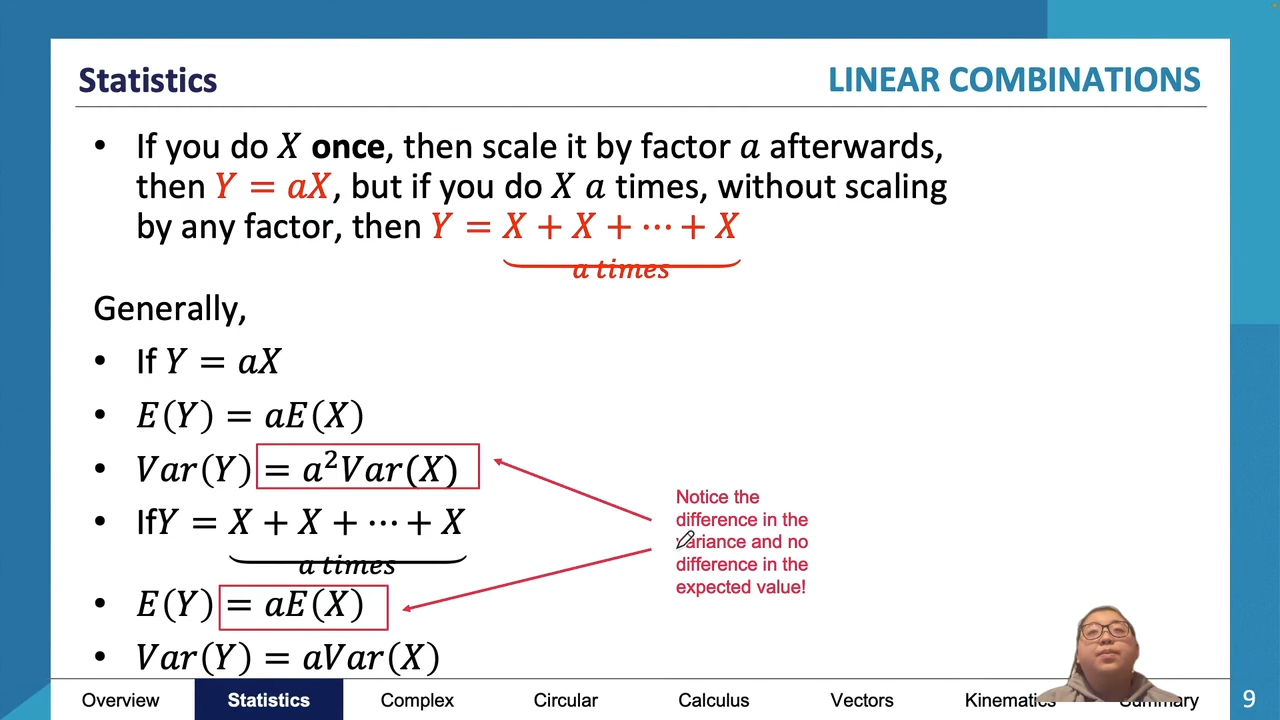 Statistics
LINEAR COMBINATIONS
• If you do X once, then scale it by factor a afterwards,
then Y = aX, but if you do X a times, without scaling
by any factor, then Y = X + X + ⋯ + X
a times
Generally,
• If Y = aX
• E(Y) = aE(X)
• Var(Y) = a²Var(X)
• IfY = X + X + ⋯ + X
a times
• E(Y) = aE(X)
• Var(Y) = aVar(X)
Notice the
difference in the
variance and no
difference in the
expected value!
Overview Statistics Complex Circular Calculus Vectors Kinematics Summary 9